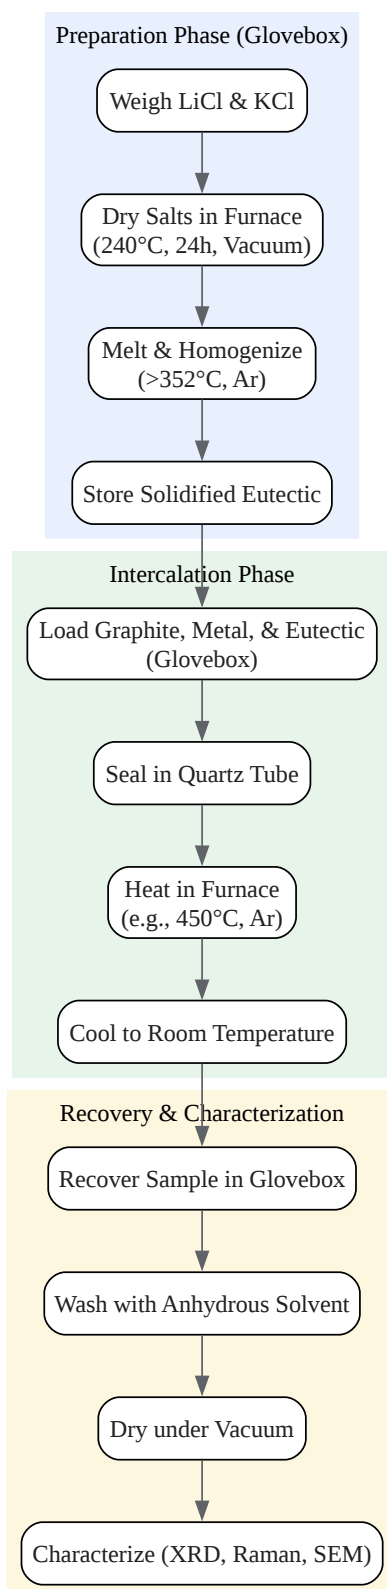 Preparation Phase (Glovebox)
Weigh LiCl & KCl
Dry Salts in Furnace
(240°C, 24h, Vacuum)
Melt & Homogenize
(>352°C, Ar)
Store Solidified Eutectic
Intercalation Phase
Load Graphite, Metal, & Eutectic
(Glovebox)
Seal in Quartz Tube
Heat in Furnace
(e.g., 450°C, Ar)
Cool to Room Temperature
Recovery & Characterization
Recover Sample in Glovebox
Wash with Anhydrous Solvent
Dry under Vacuum
Characterize (XRD, Raman, SEM)